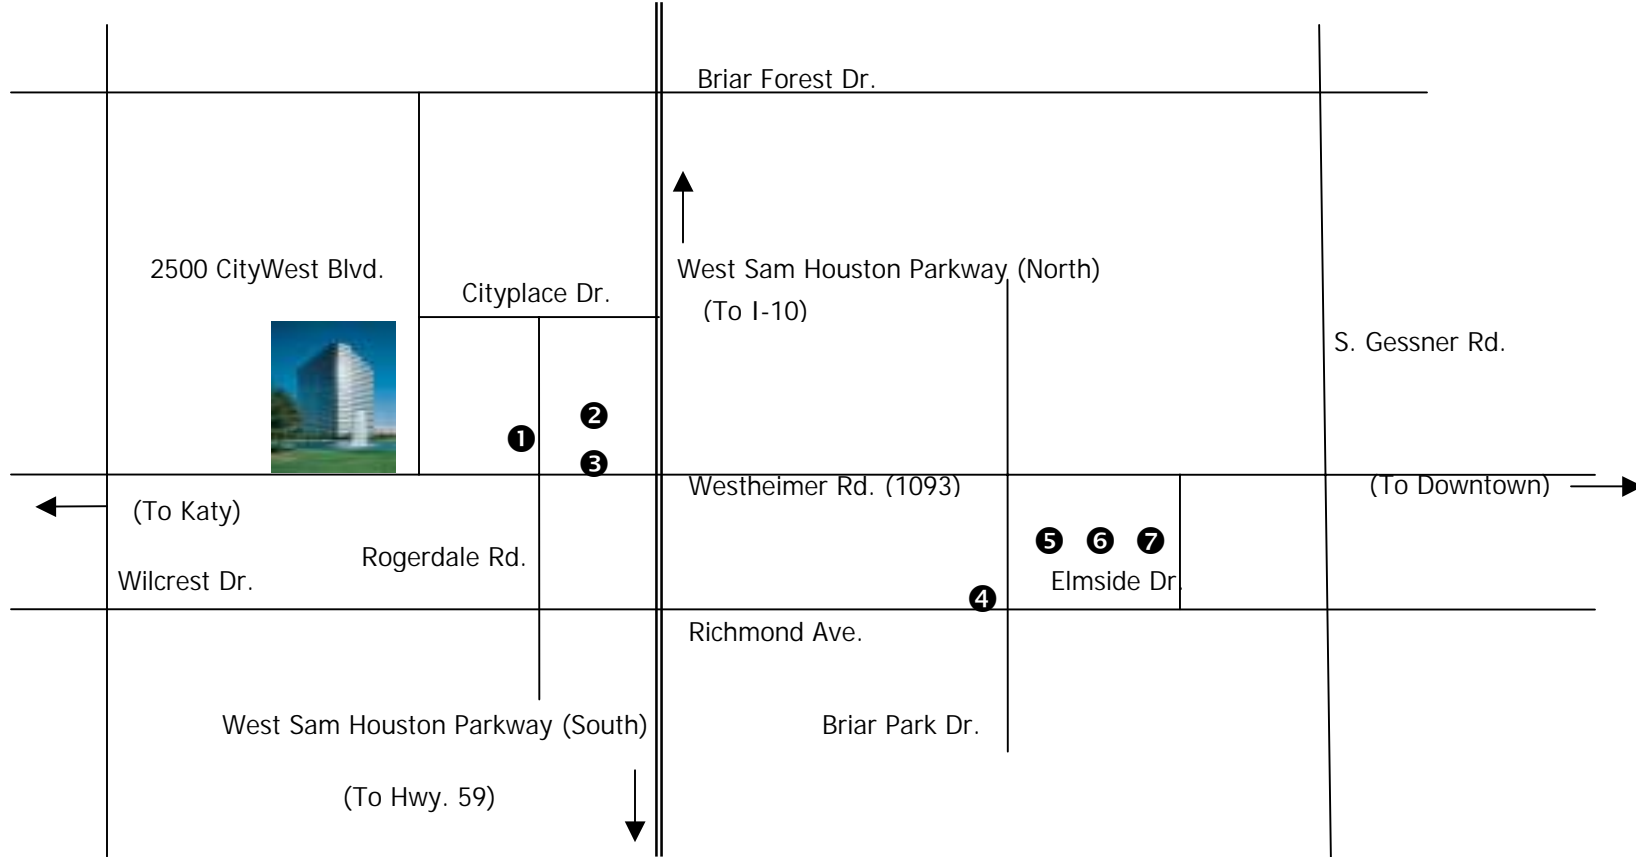 Briar Forest Dr.
2500 CityWest Blvd.
Cityplace Dr.
West Sam Houston Parkway (North)
(To I-10)
S. Gessner Rd.
❶
❷
❸
Westheimer Rd. (1093)
(To Downtown)
(To Katy)
Rogerdale Rd.
Wilcrest Dr.
❺ ❻ ❼
Elmside Dr.
❹
Richmond Ave.
West Sam Houston Parkway (South)
Briar Park Dr.
(To Hwy. 59)